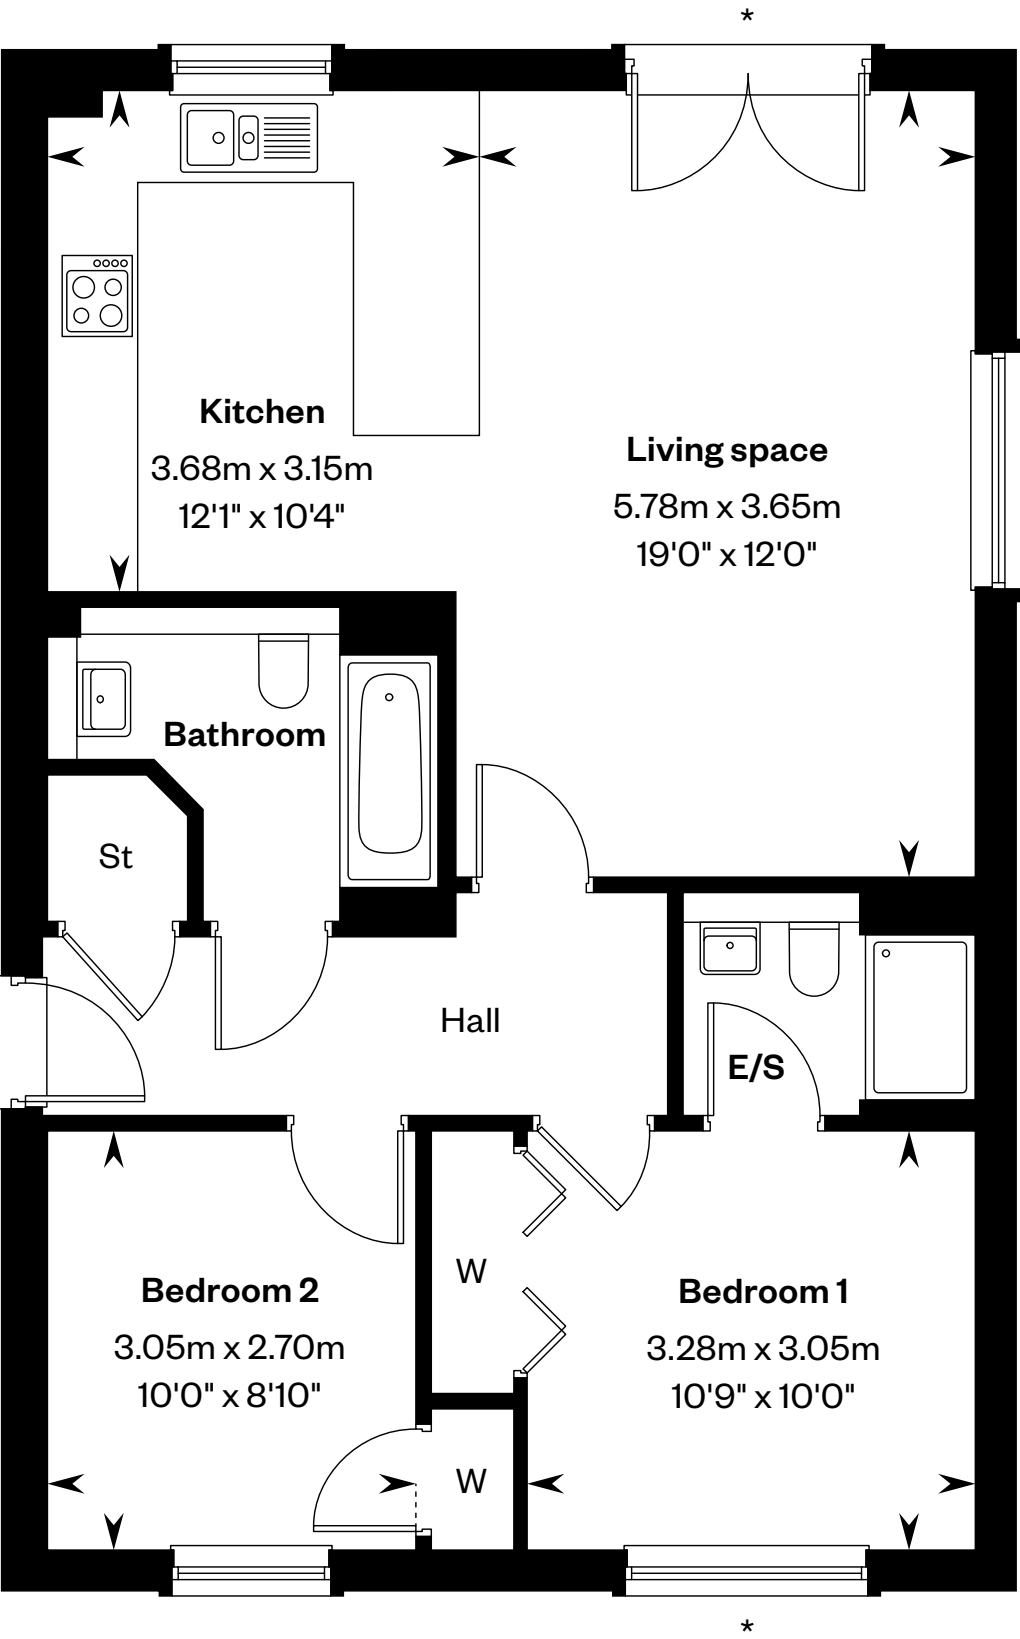 *
Kitchen
3.68m x 3.15m
12'1" x 10'4"
Living space
5.78m x 3.65m
19'0" x 12'0"
Bathroom
St
Hall
E/S
Bedroom 2
3.05m x 2.70m
10'0" x 8'10"
W
Bedroom 1
3.28m x 3.05m
10'9" x 10'0"
W
*